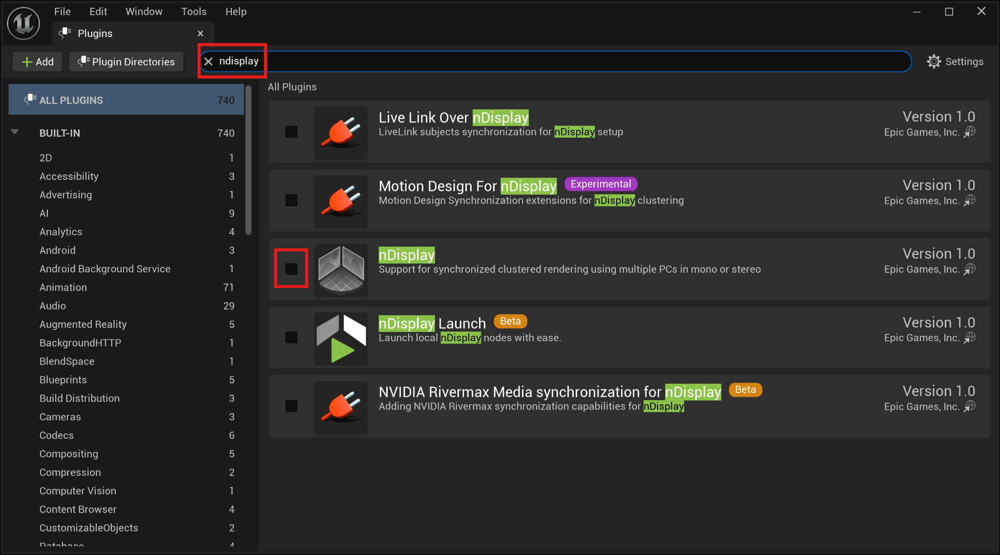 File Edit Window Tools Help
Plugins
Add Plugin Directories ndisplay Settings
ALL PLUGINS 740
BUILT-IN 740
2D 1
Accessibility 3
Advertising 1
AI 9
Analytics 4
Android 3
Android Background Service 1
Animation 71
Audio 29
Augmented Reality 5
BackgroundHTTP 1
BlendSpace 1
Blueprints 5
Build Distribution 3
Cameras 3
Codecs 6
Compositing 5
Compression 2
Computer Vision 1
Content Browser 4
CustomizableObjects 2
Database 4
All Plugins
Live Link Over nDisplay Version 1.0
LiveLink subjects synchronization for nDisplay setup Epic Games, Inc.
Motion Design For nDisplay Experimental Version 1.0
Motion Design Synchronization extensions for nDisplay clustering Epic Games, Inc.
nDisplay Version 1.0
Support for synchronized clustered rendering using multiple PCs in mono or stereo Epic Games, Inc.
nDisplay Launch Beta Version 1.0
Launch local nDisplay nodes with ease. Epic Games, Inc.
NVIDIA Rivermax Media synchronization for nDisplay Beta Version 1.0
Adding NVIDIA Rivermax synchronization capabilities for nDisplay Epic Games, Inc.